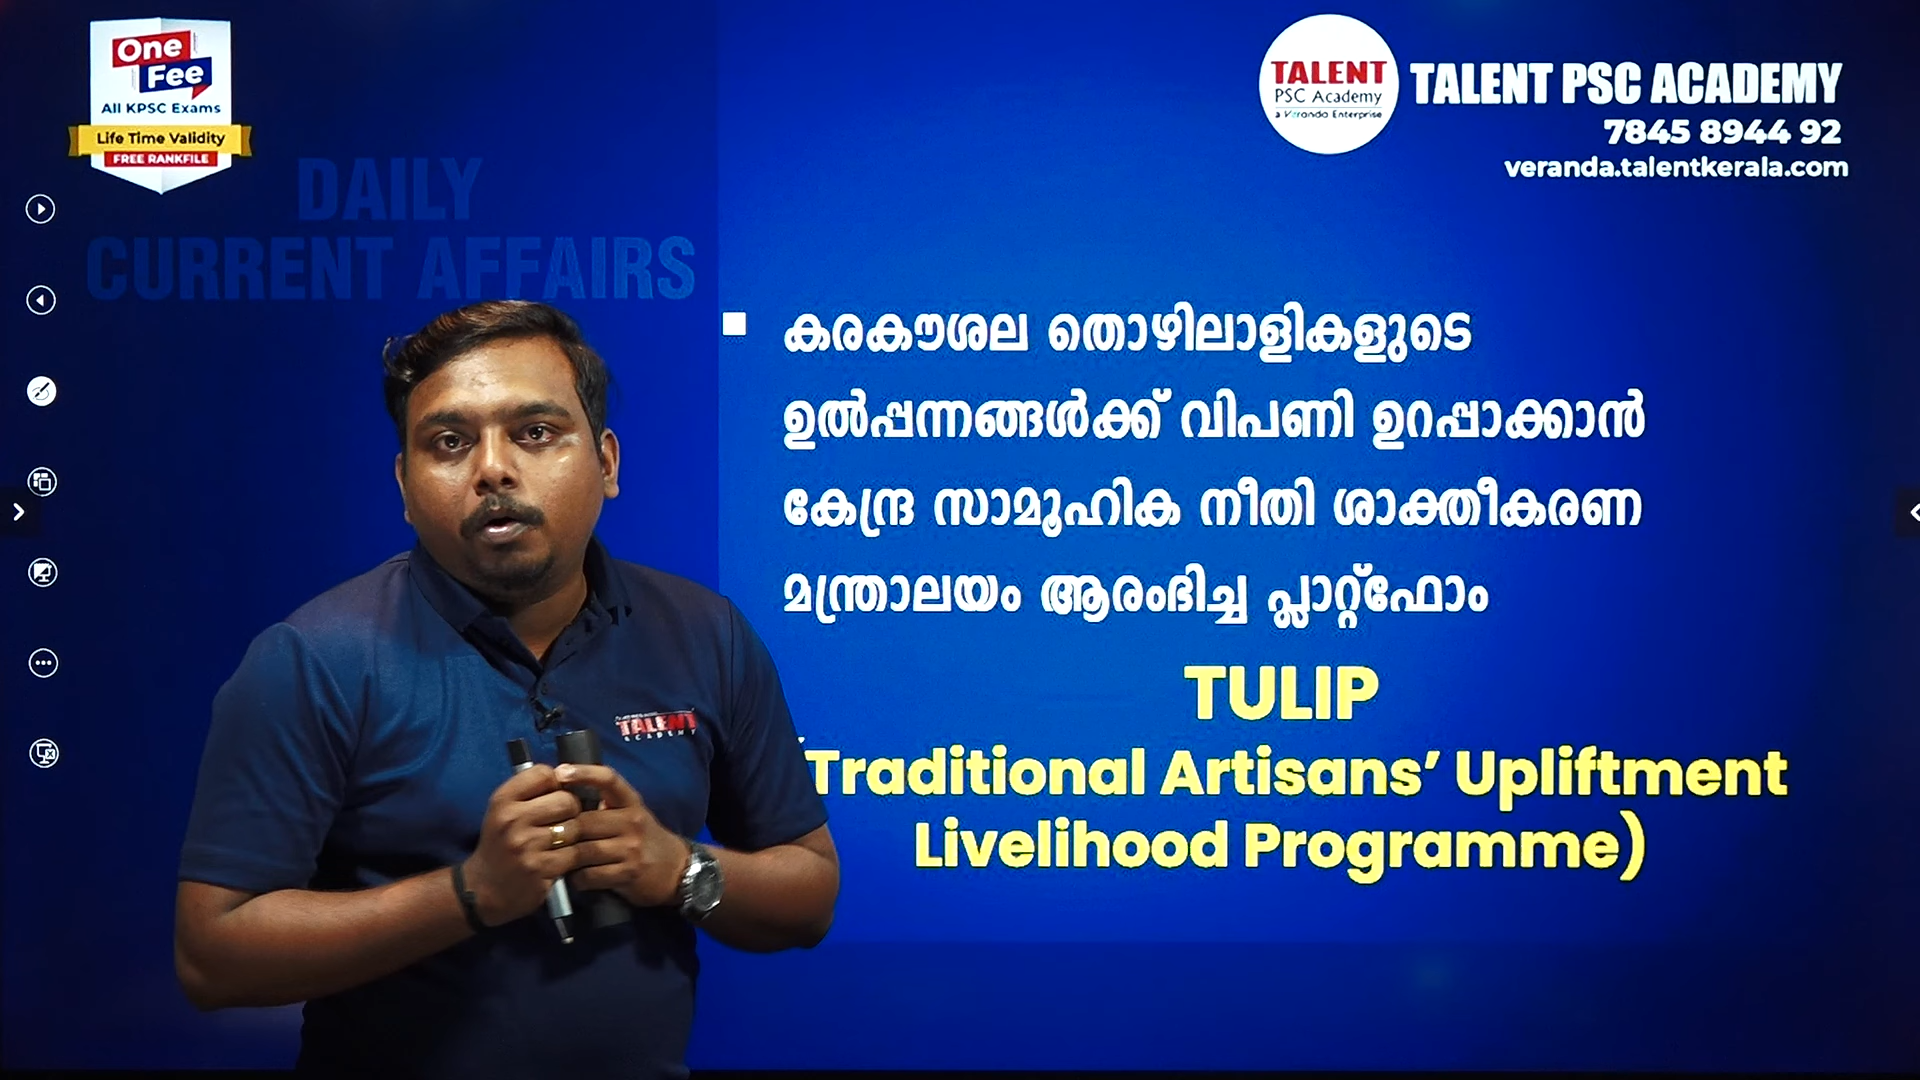 One
Fee
All KPSC Exams
Life Time Validity
FREE RANKFILE
TALENT
PSC Academy
a Veranda Enterprise
TALENT PSC ACADEMY
7845 8944 92
veranda.talentkerala.com
DAILY
CURRENT AFFAIRS
കരകൗശല തൊഴിലാളികളുടെ
ഉൽപ്പന്നങ്ങൾക്ക് വിപണി ഉറപ്പാക്കാൻ
കേന്ദ്ര സാമൂഹിക നീതി ശാക്തീകരണ
മന്ത്രാലയം ആരംഭിച്ച പ്ലാറ്റ്ഫോം
TULIP
(Traditional Artisans’ Upliftment
Livelihood Programme)
TALENT
ACADEMY